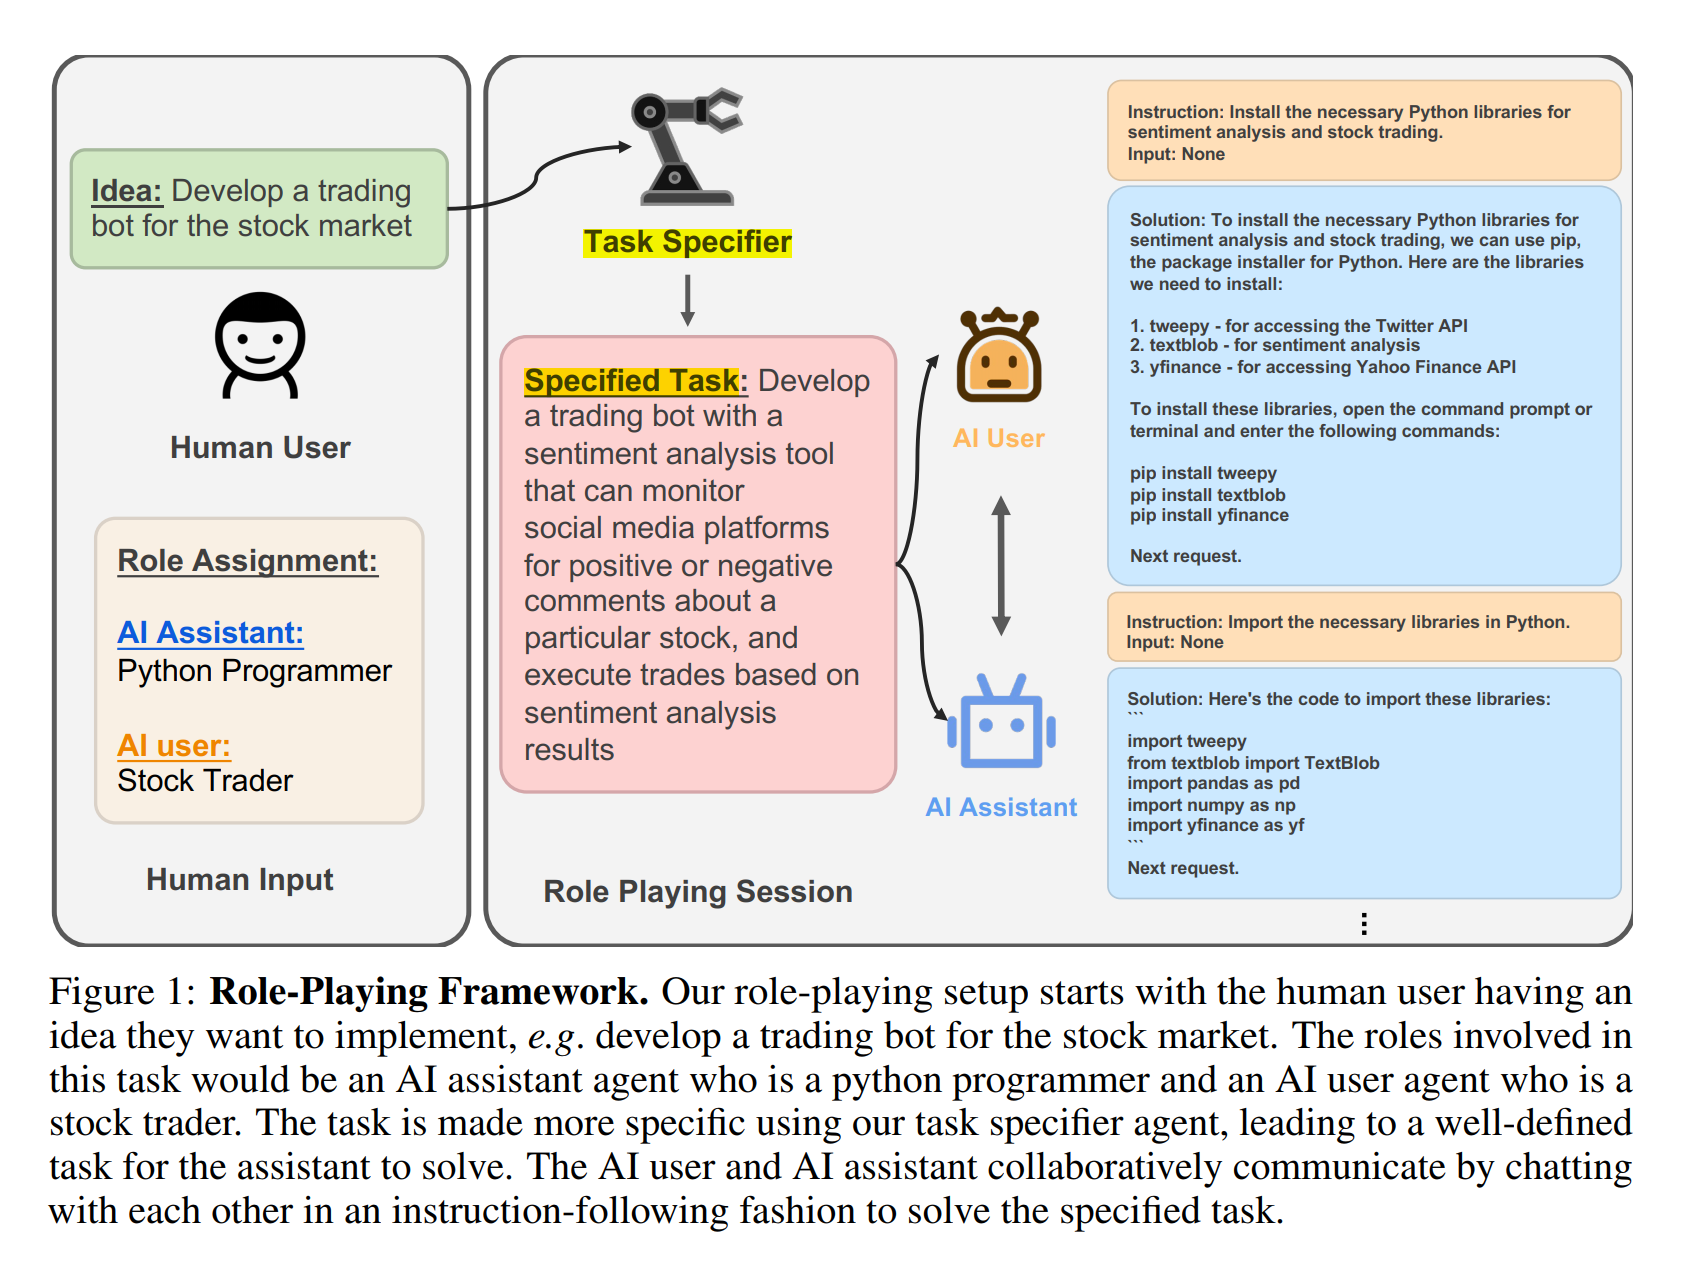 Idea: Develop a trading
bot for the stock market
Human User
Role Assignment:
AI Assistant:
Python Programmer
AI user:
Stock Trader
Human Input
Task Specifier
Specified Task: Develop
a trading bot with a
sentiment analysis tool
that can monitor
social media platforms
for positive or negative
comments about a
particular stock, and
execute trades based on
sentiment analysis
results
Role Playing Session
AI User
AI Assistant
Instruction: Install the necessary Python libraries for
sentiment analysis and stock trading.
Input: None
Solution: To install the necessary Python libraries for
sentiment analysis and stock trading, we can use pip,
the package installer for Python. Here are the libraries
we need to install:
1. tweepy - for accessing the Twitter API
2. textblob - for sentiment analysis
3. yfinance - for accessing Yahoo Finance API
To install these libraries, open the command prompt or
terminal and enter the following commands:
pip install tweepy
pip install textblob
pip install yfinance
Next request.
Instruction: Import the necessary libraries in Python.
Input: None
Solution: Here's the code to import these libraries:
```
import tweepy
from textblob import TextBlob
import pandas as pd
import numpy as np
import yfinance as yf
```
Next request.
⋮
Figure 1: Role-Playing Framework. Our role-playing setup starts with the human user having an
idea they want to implement, e.g. develop a trading bot for the stock market. The roles involved in
this task would be an AI assistant agent who is a python programmer and an AI user agent who is a
stock trader. The task is made more specific using our task specifier agent, leading to a well-defined
task for the assistant to solve. The AI user and AI assistant collaboratively communicate by chatting
with each other in an instruction-following fashion to solve the specified task.